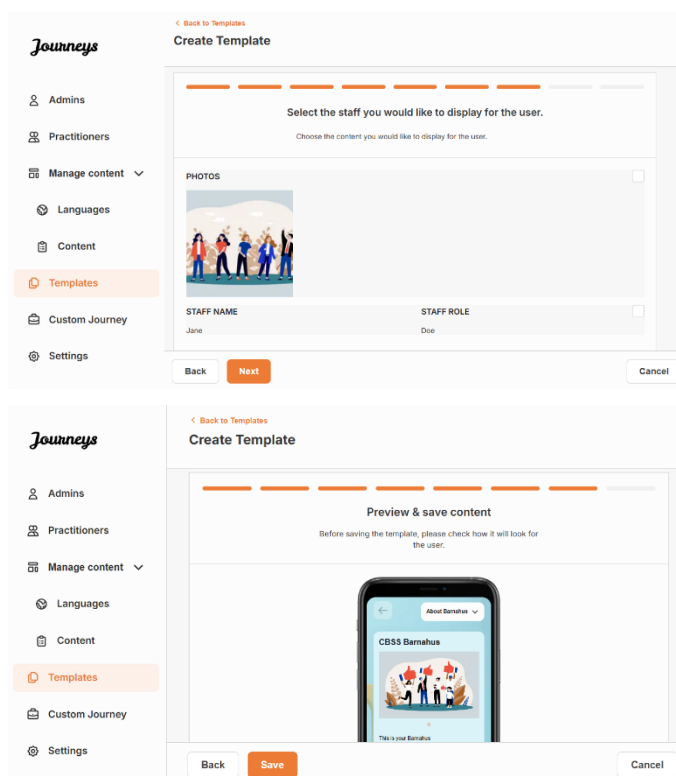 Journeys
Admins
Practitioners
Manage content
Languages
Content
Templates
Custom Journey
Settings
Back to Templates
Create Template
Select the staff you would like to display for the user.
Choose the content you would like to display for the user.
PHOTOS
STAFF NAME STAFF ROLE
Jane Doe
Back Next Cancel
Journeys
Admins
Practitioners
Manage content
Languages
Content
Templates
Custom Journey
Settings
Back to Templates
Create Template
Preview & save content
Before saving the template, please check how it will look for
the user.
About Barnahus
CBSS Barnahus
This is your Barnahus
Back Save Cancel